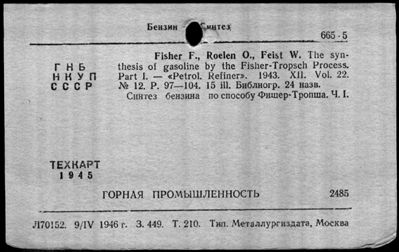 Бензин Синтез
665-5
Fisher F., Roelen O., Feist W. The syn-
thesis of gasoline by the Fisher-Tropsch Process.
Part I. — «Petrol. Refiner». 1943. XII. Vol. 22.
№ 12. P. 97—104. 15 ill. Библиогр. 24 назв.
Синтез бензина по способу Фишер-Тропша. Ч. I.
ГНБ
НКУП
СССР
ТЕХКАРТ
1945
ГОРНАЯ ПРОМЫШЛЕННОСТЬ 2485
Л70152. 9/IV 1946 г. З. 449. Т. 210. Тип. Металлургиздата, Москва